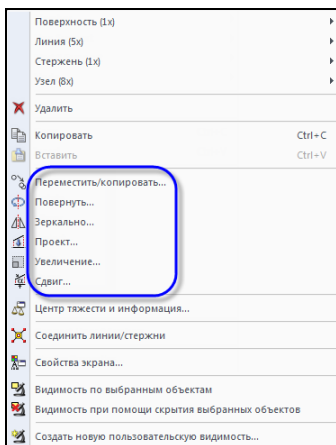 Поверхность (1x)
Линия (5x)
Стержень (1x)
Узел (8x)
Удалить
Копировать Ctrl+C
Вставить Ctrl+V
Переместить/копировать...
Повернуть...
Зеркально...
Проект...
Увеличение...
Сдвиг...
Центр тяжести и информация...
Соединить линии/стержни
Свойства экрана...
Видимость по выбранным объектам
Видимость при помощи скрытия выбранных объектов
Создать новую пользовательскую видимость...